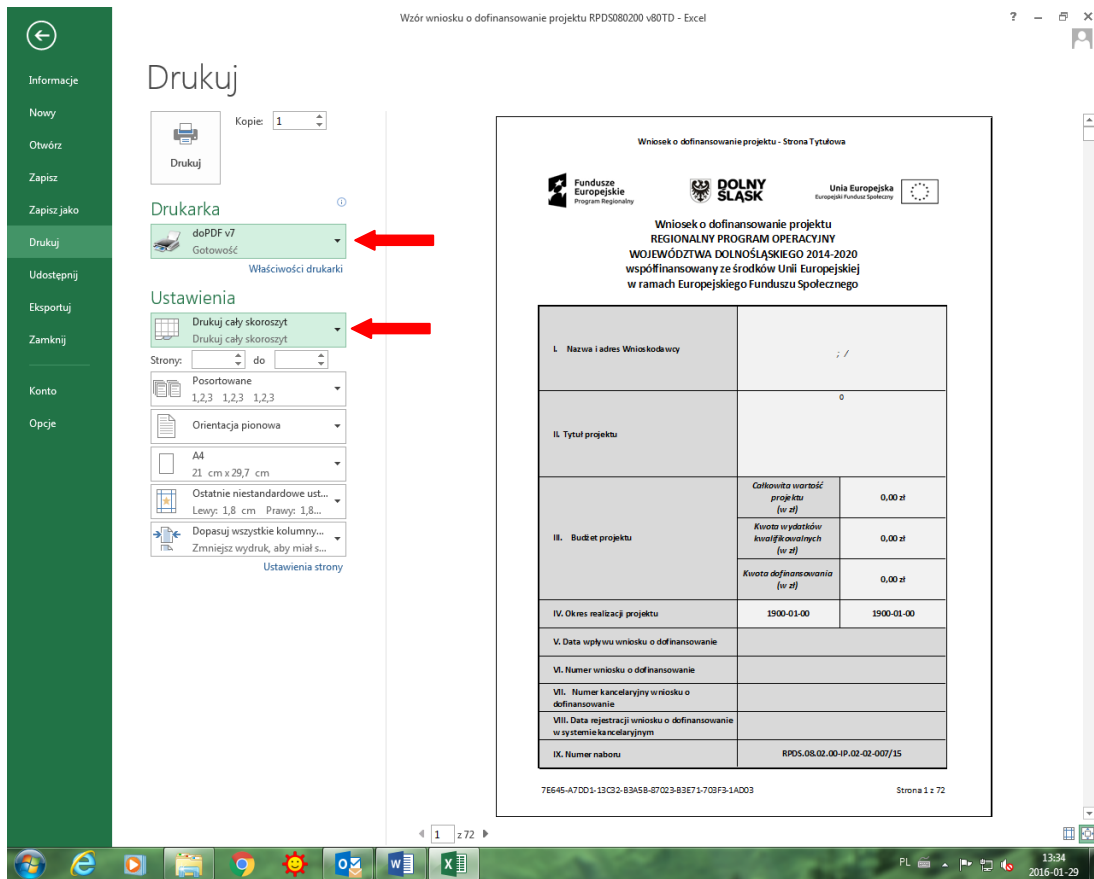 Wzór wniosku o dofinansowanie projektu RPDS080200 v80TD - Excel
?
Informacje
Nowy
Otwórz
Zapisz
Zapisz jako
Drukuj
Udostępnij
Eksportuj
Zamknij
Konto
Opcje
Drukuj
Drukuj
Kopie: 1
Drukarka
doPDF v7
Gotowość
Właściwości drukarki
Ustawienia
Drukuj cały skoroszyt
Drukuj cały skoroszyt
Strony: do
Posortowane
1,2,3 1,2,3 1,2,3
Orientacja pionowa
A4
21 cm x 29,7 cm
Ostatnie niestandardowe ust...
Lewy: 1,8 cm Prawy: 1,8...
Dopasuj wszystkie kolumny...
Zmniejsz wydruk, aby miał s...
Ustawienia strony
Wniosek o dofinansowanie projektu - Strona Tytułowa
Fundusze
Europejskie
Program Regionalny
DOLNY
ŚLĄSK
Unia Europejska
Europejski Fundusz Społeczny
Wniosek o dofinansowanie projektu
REGIONALNY PROGRAM OPERACYJNY
WOJEWÓDZTWA DOLNOŚLĄSKIEGO 2014-2020
współfinansowany ze środków Unii Europejskiej
w ramach Europejskiego Funduszu Społecznego
I. Nazwa i adres Wnioskodawcy
; /
II. Tytuł projektu
0
III. Budżet projektu
Całkowita wartość
projektu
(w zł)
0,00 zł
Kwota wydatków
kwalifikowalnych
(w zł)
0,00 zł
Kwota dofinansowania
(w zł)
0,00 zł
IV. Okres realizacji projektu
1900-01-00
1900-01-00
V. Data wpływu wniosku o dofinansowanie
VI. Numer wniosku o dofinansowanie
VII. Numer kancelaryjny wniosku o
dofinansowanie
VIII. Data rejestracji wniosku o dofinansowanie
w systemie kancelaryjnym
IX. Numer naboru
RPDS.08.02.00-IP.02-02-007/15
7E645-A7DD1-13C32-B3A5B-87023-B3E71-703F3-1AD03
Strona 1 z 72
1 z 72
PL
13:34
2016-01-29